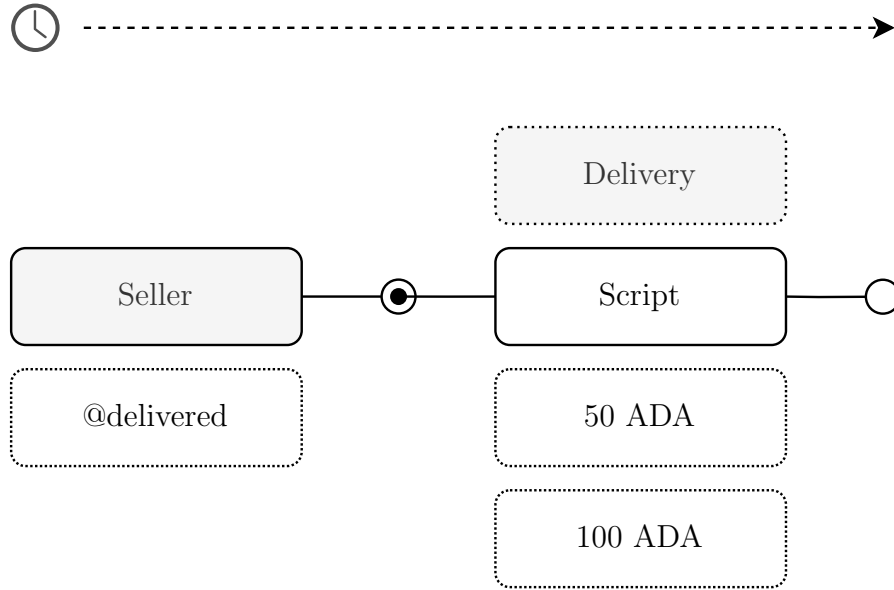 Delivery
Seller
Script
@delivered
50 ADA
100 ADA